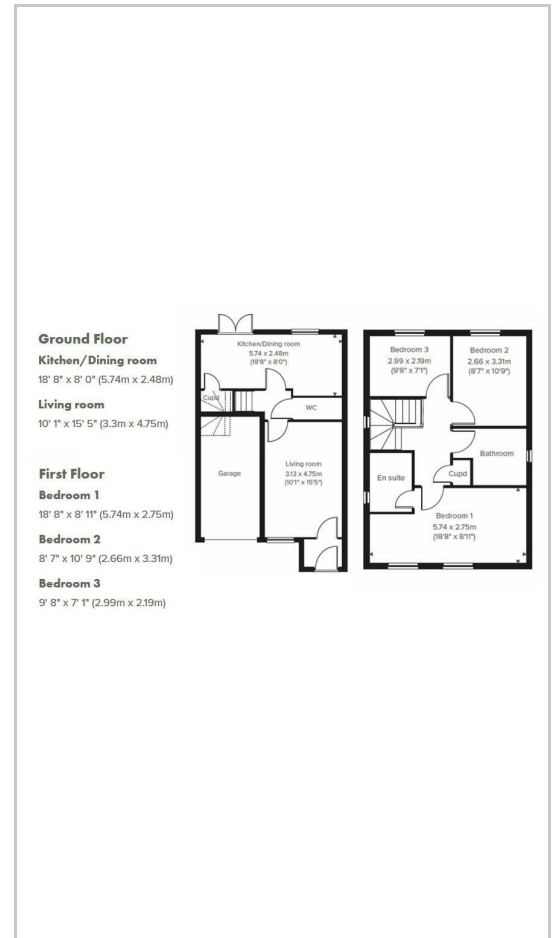 Ground Floor
Kitchen/Dining room
18' 8" x 8' 0" (5.74m x 2.48m)
Living room
10' 1" x 15' 5" (3.3m x 4.75m)
First Floor
Bedroom 1
18' 8" x 8' 11" (5.74m x 2.75m)
Bedroom 2
8' 7" x 10' 9" (2.66m x 3.31m)
Bedroom 3
9' 8" x 7' 1" (2.99m x 2.19m)
Kitchen/Dining room
5.74 x 2.48m
(18'8" x 8'0")
Cupd
WC
Garage
Living room
3.13 x 4.75m
(10'1" x 15'5")
Bedroom 3
2.99 x 2.19m
(9'8" x 7'1")
Bedroom 2
2.66 x 3.31m
(8'7" x 10'9")
Bathroom
En suite
Cupd
Bedroom 1
5.74 x 2.75m
(18'8" x 8'11")